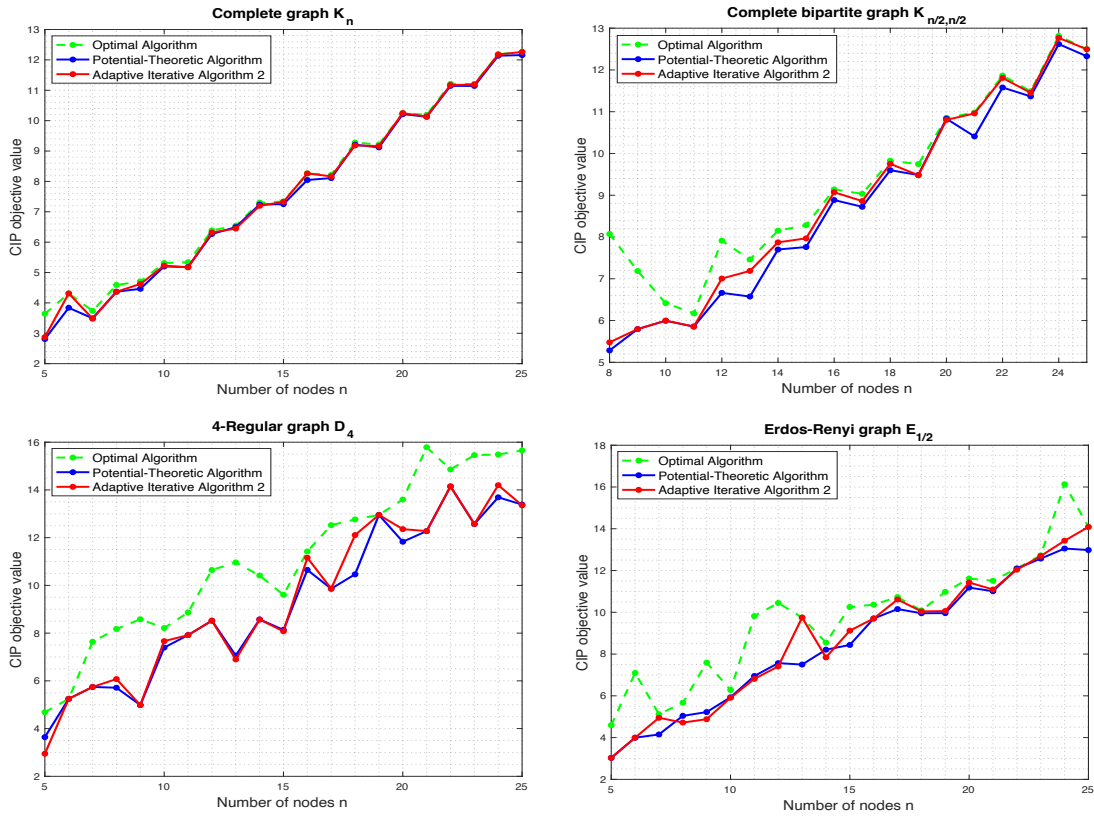 Complete graph K_n
Optimal Algorithm
Potential-Theoretic Algorithm
Adaptive Iterative Algorithm 2
CIP objective value
13
12
11
10
9
8
7
6
5
4
3
2
5
10
15
20
25
Number of nodes n
Complete bipartite graph K_n/2,n/2
Optimal Algorithm
Potential-Theoretic Algorithm
Adaptive Iterative Algorithm 2
CIP objective value
13
12
11
10
9
8
7
6
5
8
10
12
14
16
18
20
22
24
Number of nodes n
4-Regular graph D_4
Optimal Algorithm
Potential-Theoretic Algorithm
Adaptive Iterative Algorithm 2
CIP objective value
16
14
12
10
8
6
4
2
5
10
15
20
25
Number of nodes n
Erdos-Renyi graph E_1/2
Optimal Algorithm
Potential-Theoretic Algorithm
Adaptive Iterative Algorithm 2
CIP objective value
18
16
14
12
10
8
6
4
2
5
10
15
20
25
Number of nodes n